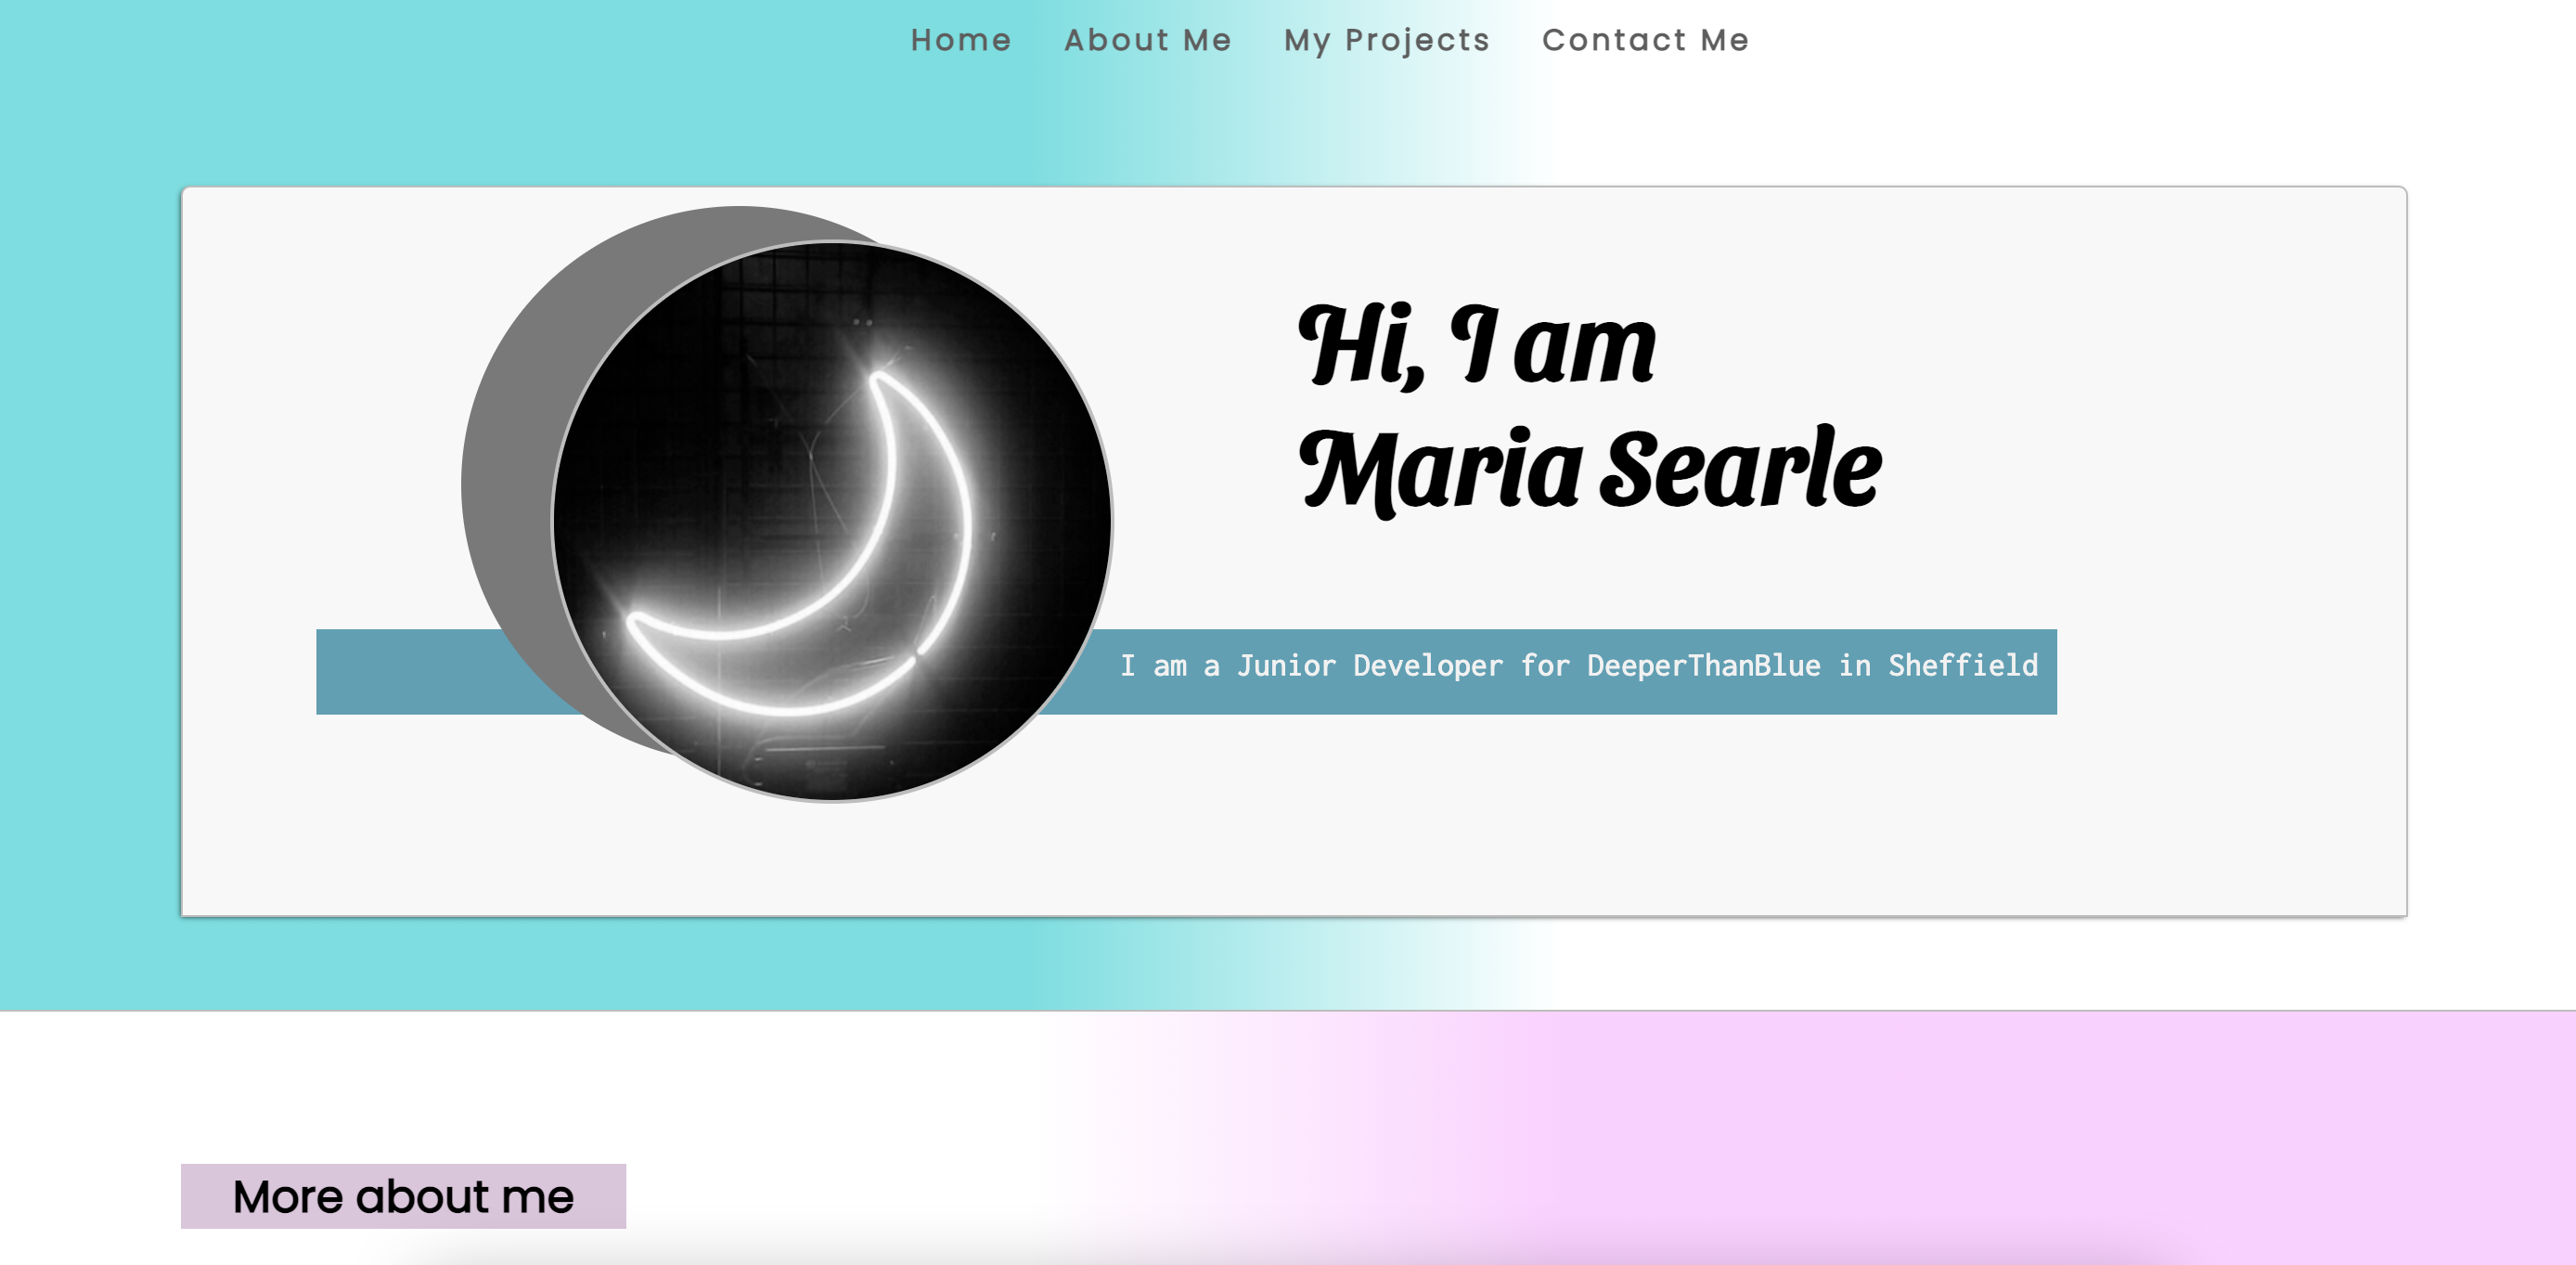 Home About Me My Projects Contact Me
Hi, I am
Maria Searle
I am a Junior Developer for DeeperThanBlue in Sheffield
More about me